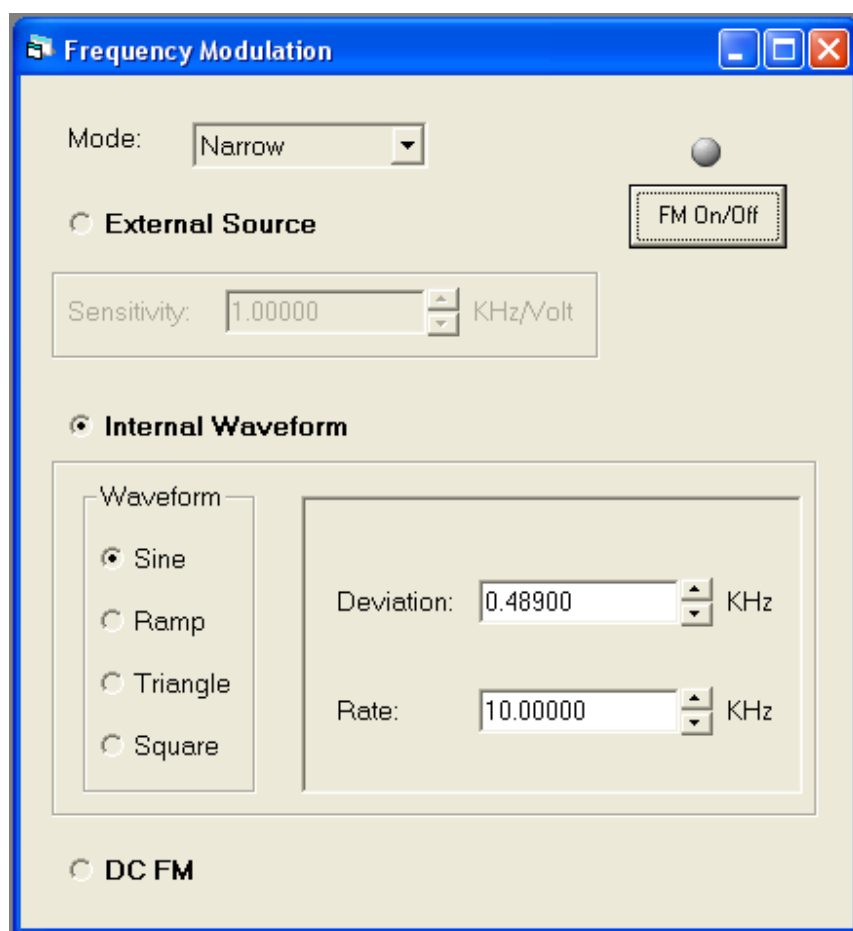 Frequency Modulation
Mode: Narrow
FM On/Off
External Source
Sensitivity: 1.00000 KHz/Volt
Internal Waveform
Waveform
Sine
Ramp
Triangle
Square
Deviation: 0.48900 KHz
Rate: 10.00000 KHz
DC FM